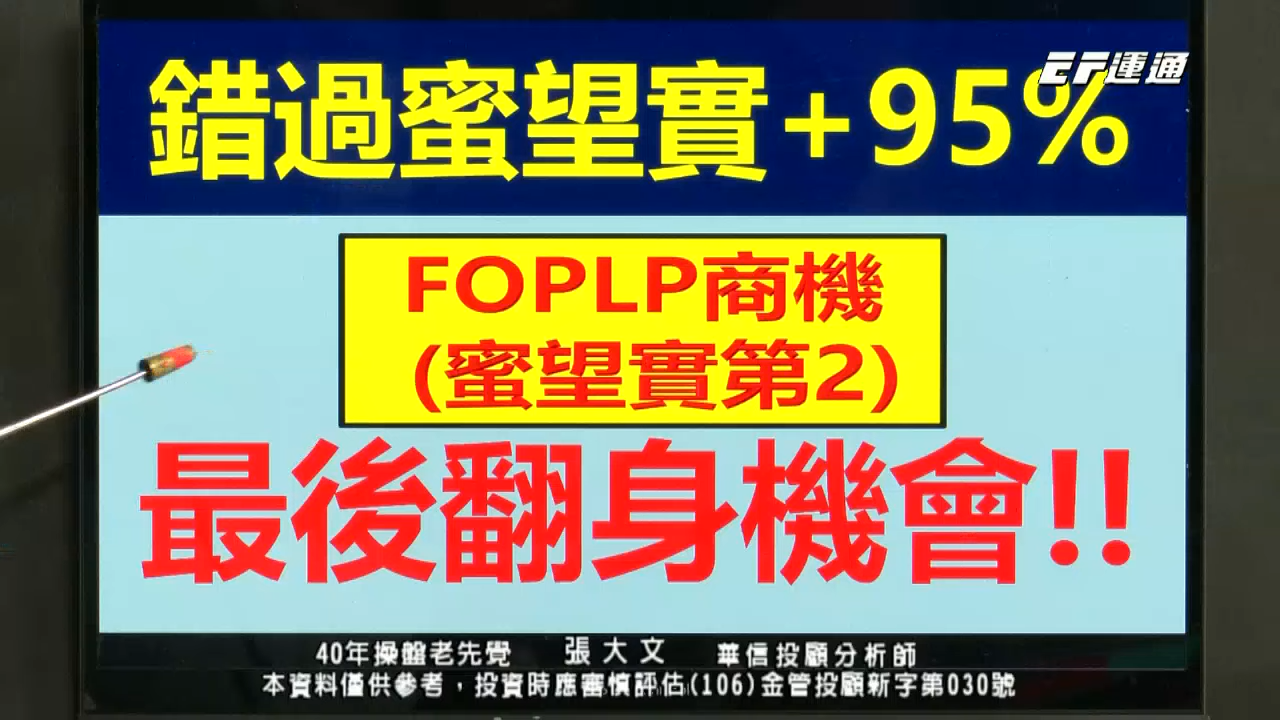 EF運通
錯過蜜望實+95%
FOPLP商機
(蜜望實第2)
最後翻身機會!!
40年操盤老先覺 張大文 華信投顧分析師
本資料僅供參考,投資時應審慎評估(106)金管投顧新字第030號